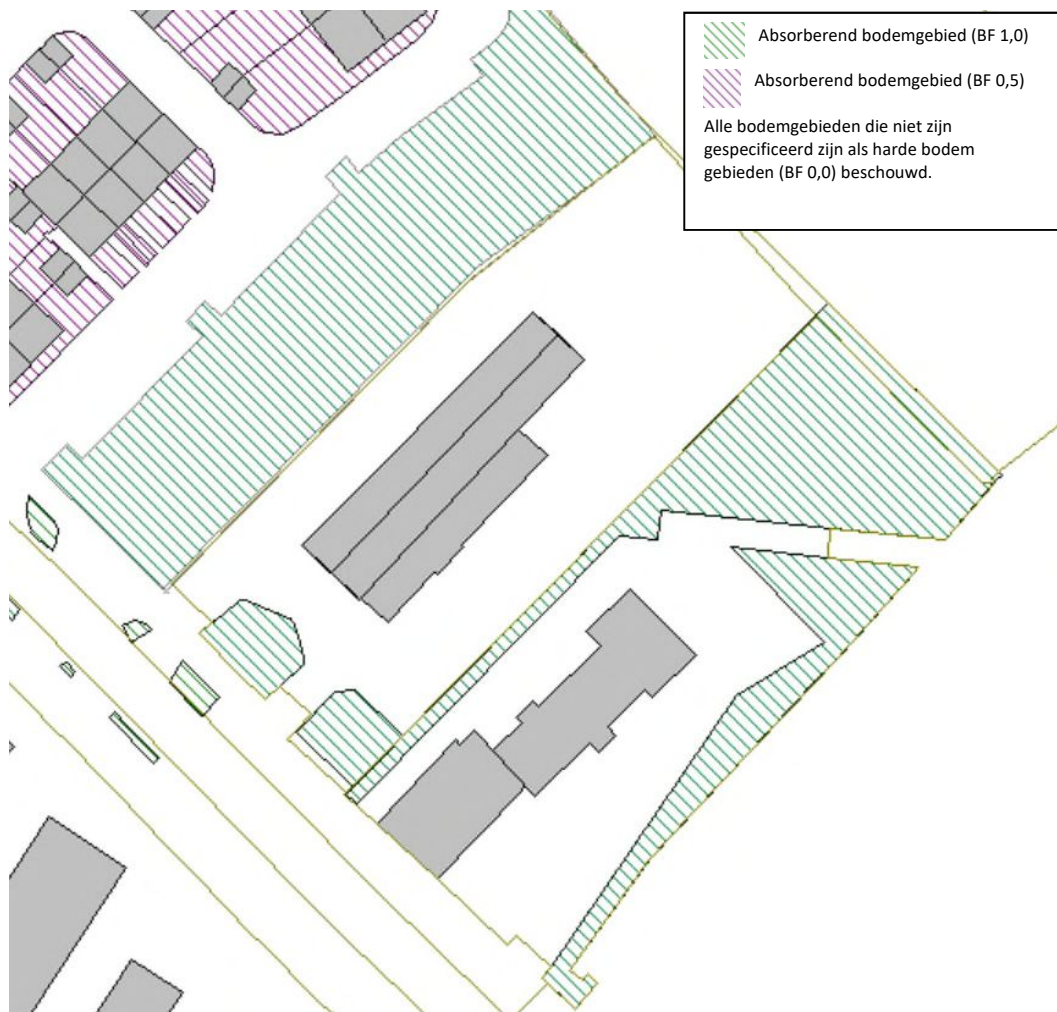 Absorberend bodemgebied (BF 1,0)
Absorberend bodemgebied (BF 0,5)
Alle bodemgebieden die niet zijn
gespecificeerd zijn als harde bodem
gebieden (BF 0,0) beschouwd.